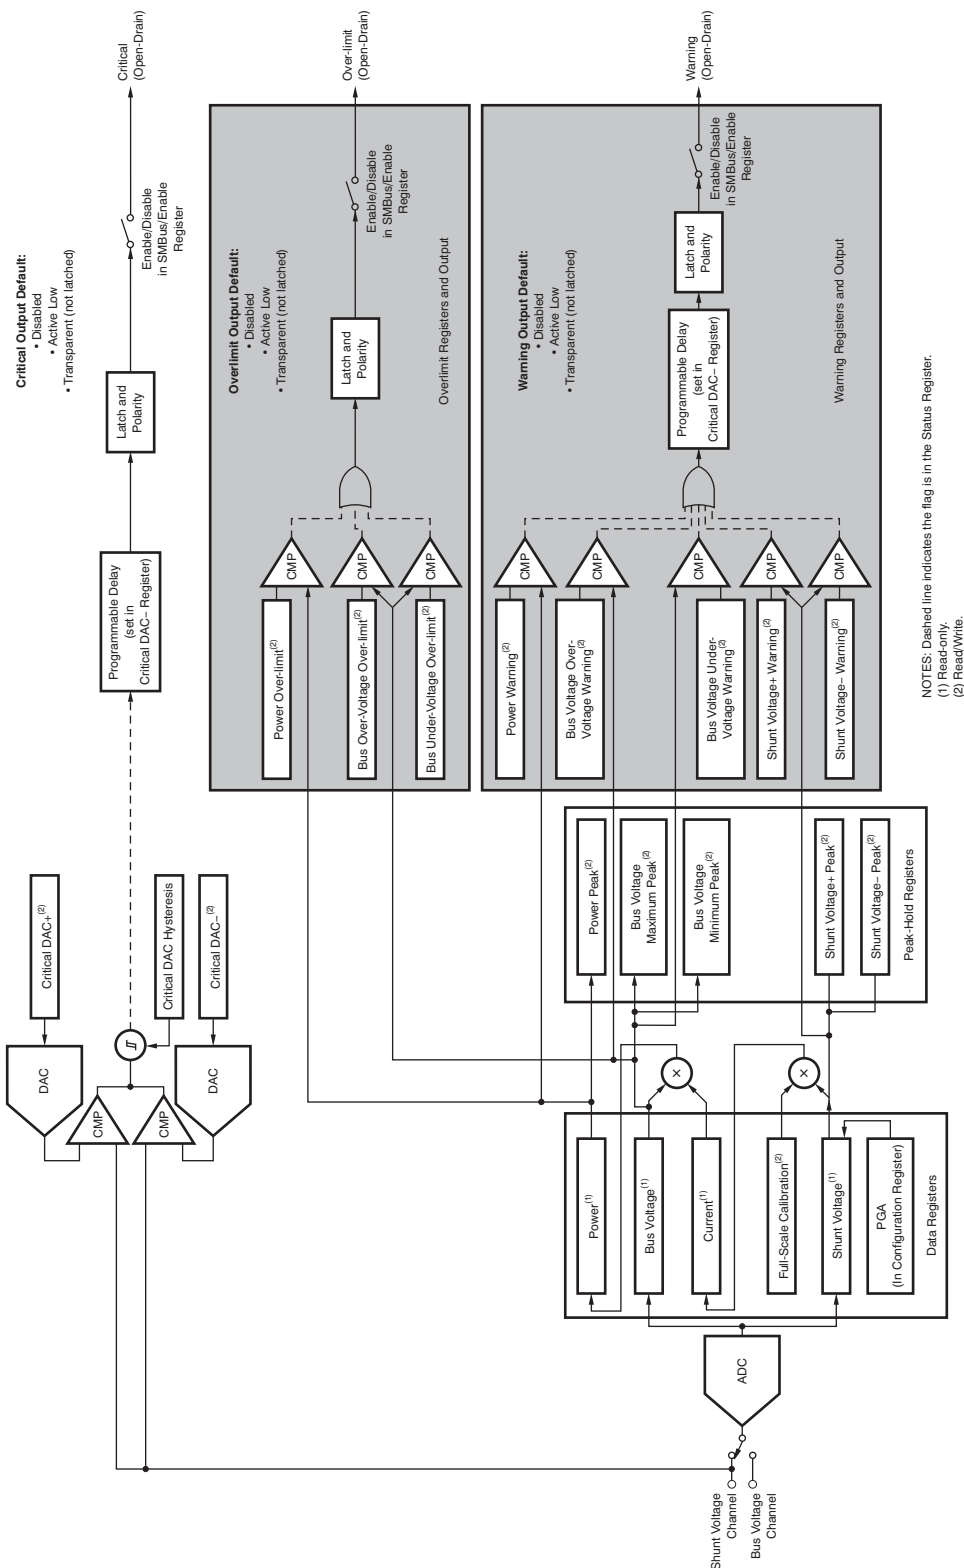 Critical Output Default:
• Disabled
• Active Low
• Transparent (not latched)
Critical
(Open-Drain)
Enable/Disable
in SMBus/Enable
Register
Latch and
Polarity
Programmable Delay
(set in
Critical DAC− Register)
Critical DAC+(2)
Critical DAC Hysteresis
Critical DAC−(2)
DAC
DAC
CMP
CMP
Overlimit Output Default:
• Disabled
• Active Low
• Transparent (not latched)
Over-limit
(Open-Drain)
Enable/Disable
in SMBus/Enable
Register
Latch and
Polarity
Overlimit Registers and Output
CMP
CMP
CMP
Power Over-limit(2)
Bus Over-Voltage Over-limit(2)
Bus Under-Voltage Over-limit(2)
Warning Output Default:
• Disabled
• Active Low
• Transparent (not latched)
Warning
(Open-Drain)
Enable/Disable
in SMBus/Enable
Register
Latch and
Polarity
Programmable Delay
(set in
Critical DAC− Register)
Warning Registers and Output
CMP
CMP
CMP
CMP
CMP
Power Warning(2)
Bus Voltage Over-
Voltage Warning(2)
Bus Voltage Under-
Voltage Warning(2)
Shunt Voltage+ Warning(2)
Shunt Voltage− Warning(2)
Power Peak(2)
Bus Voltage
Maximum Peak(2)
Bus Voltage
Minimum Peak(2)
Shunt Voltage+ Peak(2)
Shunt Voltage− Peak(2)
Peak-Hold Registers
×
×
Power(1)
Bus Voltage(1)
Current(1)
Full-Scale Calibration(2)
Shunt Voltage(1)
PGA
(In Configuration Register)
Data Registers
ADC
Shunt Voltage
Channel
Bus Voltage
Channel
NOTES: Dashed line indicates the flag is in the Status Register.
(1) Read-only.
(2) Read/Write.